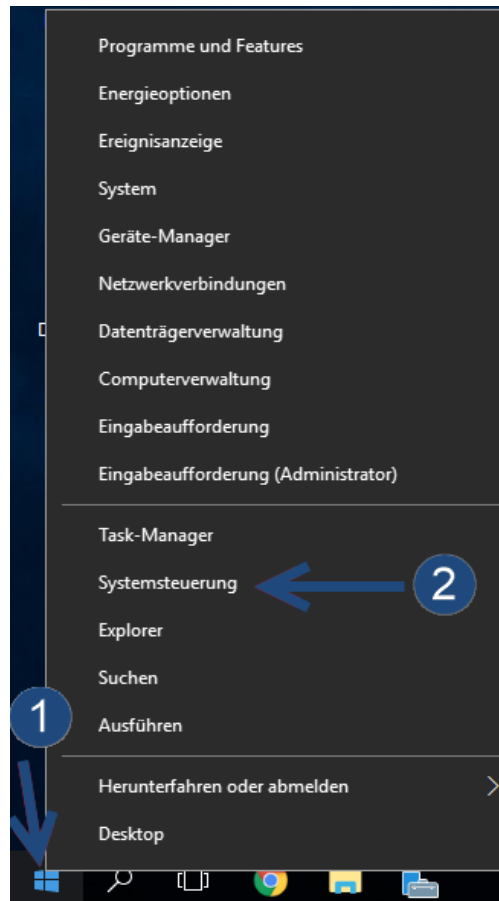 Programme und Features
Energieoptionen
Ereignisanzeige
System
Geräte-Manager
Netzwerkverbindungen
Datenträgerverwaltung
Computerverwaltung
Eingabeaufforderung
Eingabeaufforderung (Administrator)
Task-Manager
Systemsteuerung 2
Explorer
Suchen
1
Ausführen
Herunterfahren oder abmelden
Desktop